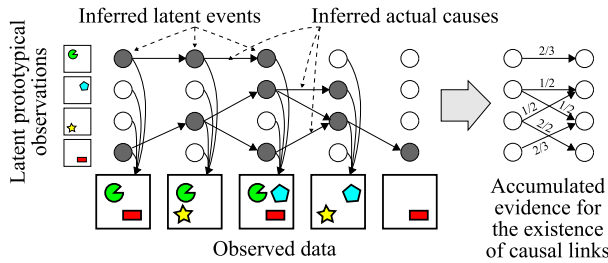 Inferred latent events
Inferred actual causes
Latent prototypical
observations
2/3
1/2
1/2
1/2
2/2
2/3
Observed data
Accumulated
evidence for
the existence
of causal links